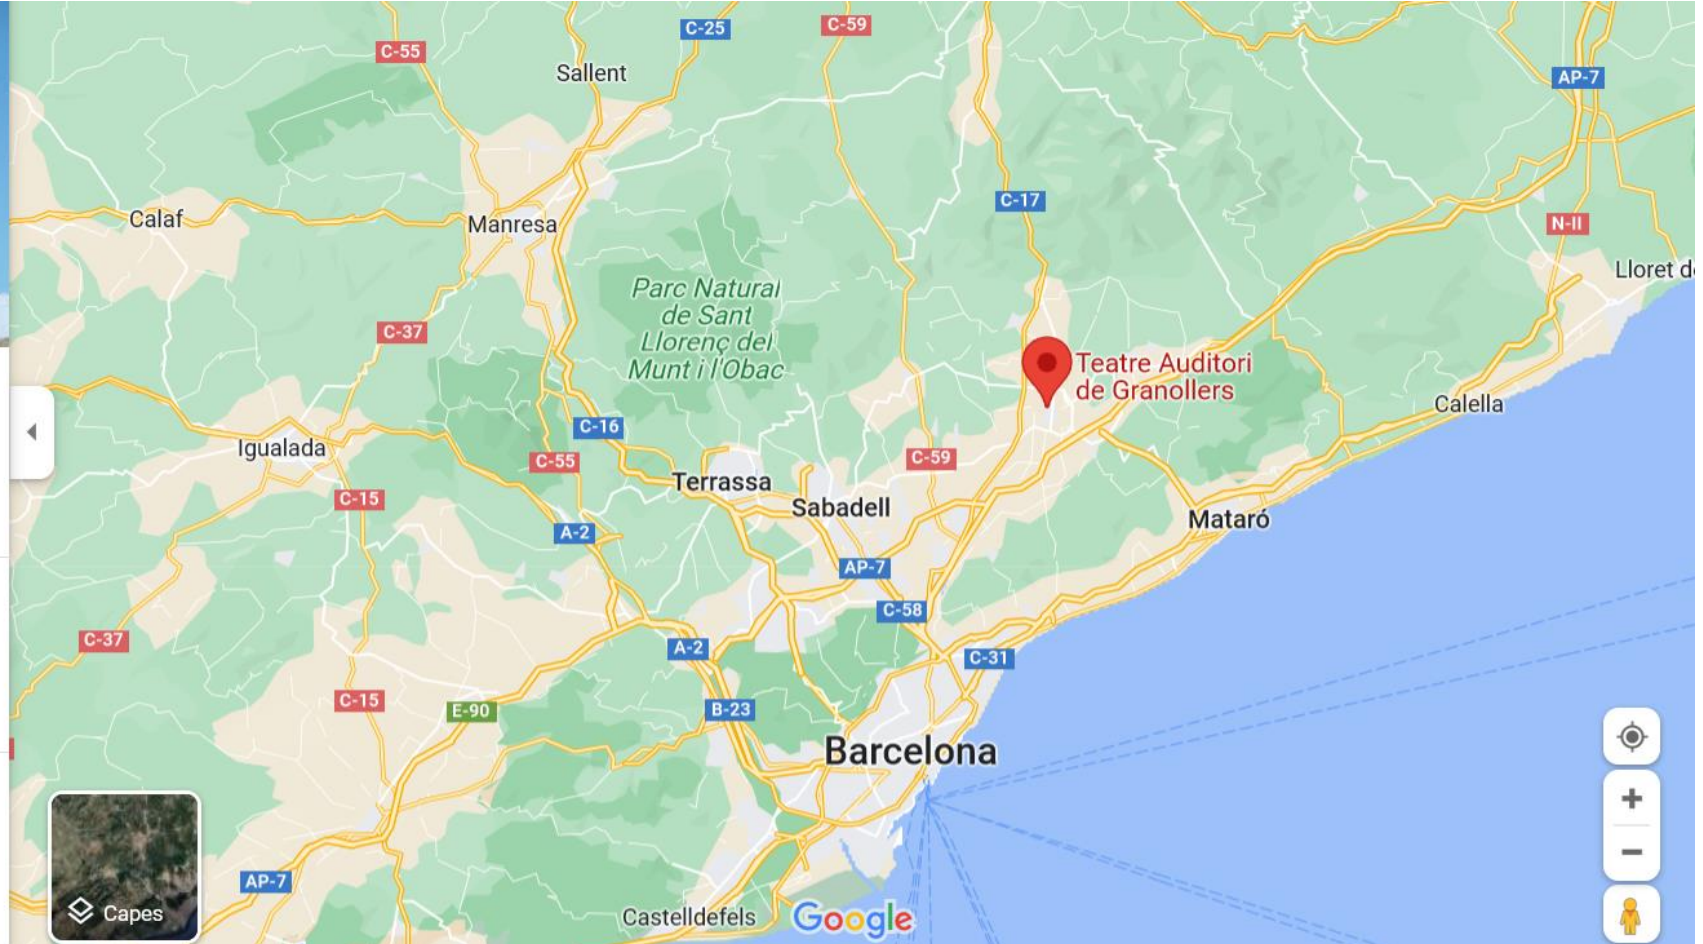 C-25
C-59
C-55
Sallent
AP-7
C-17
Calaf
Manresa
N-II
Lloret d
Parc Natural
de Sant
Llorenç del
Munt i l'Obac
C-37
Teatre Auditori
de Granollers
Calella
C-16
Igualada
C-55
C-59
Terrassa
C-15
Sabadell
Mataró
A-2
AP-7
C-58
C-37
A-2
C-31
C-15
E-90
B-23
Barcelona
AP-7
Capes
Castelldefels
Google